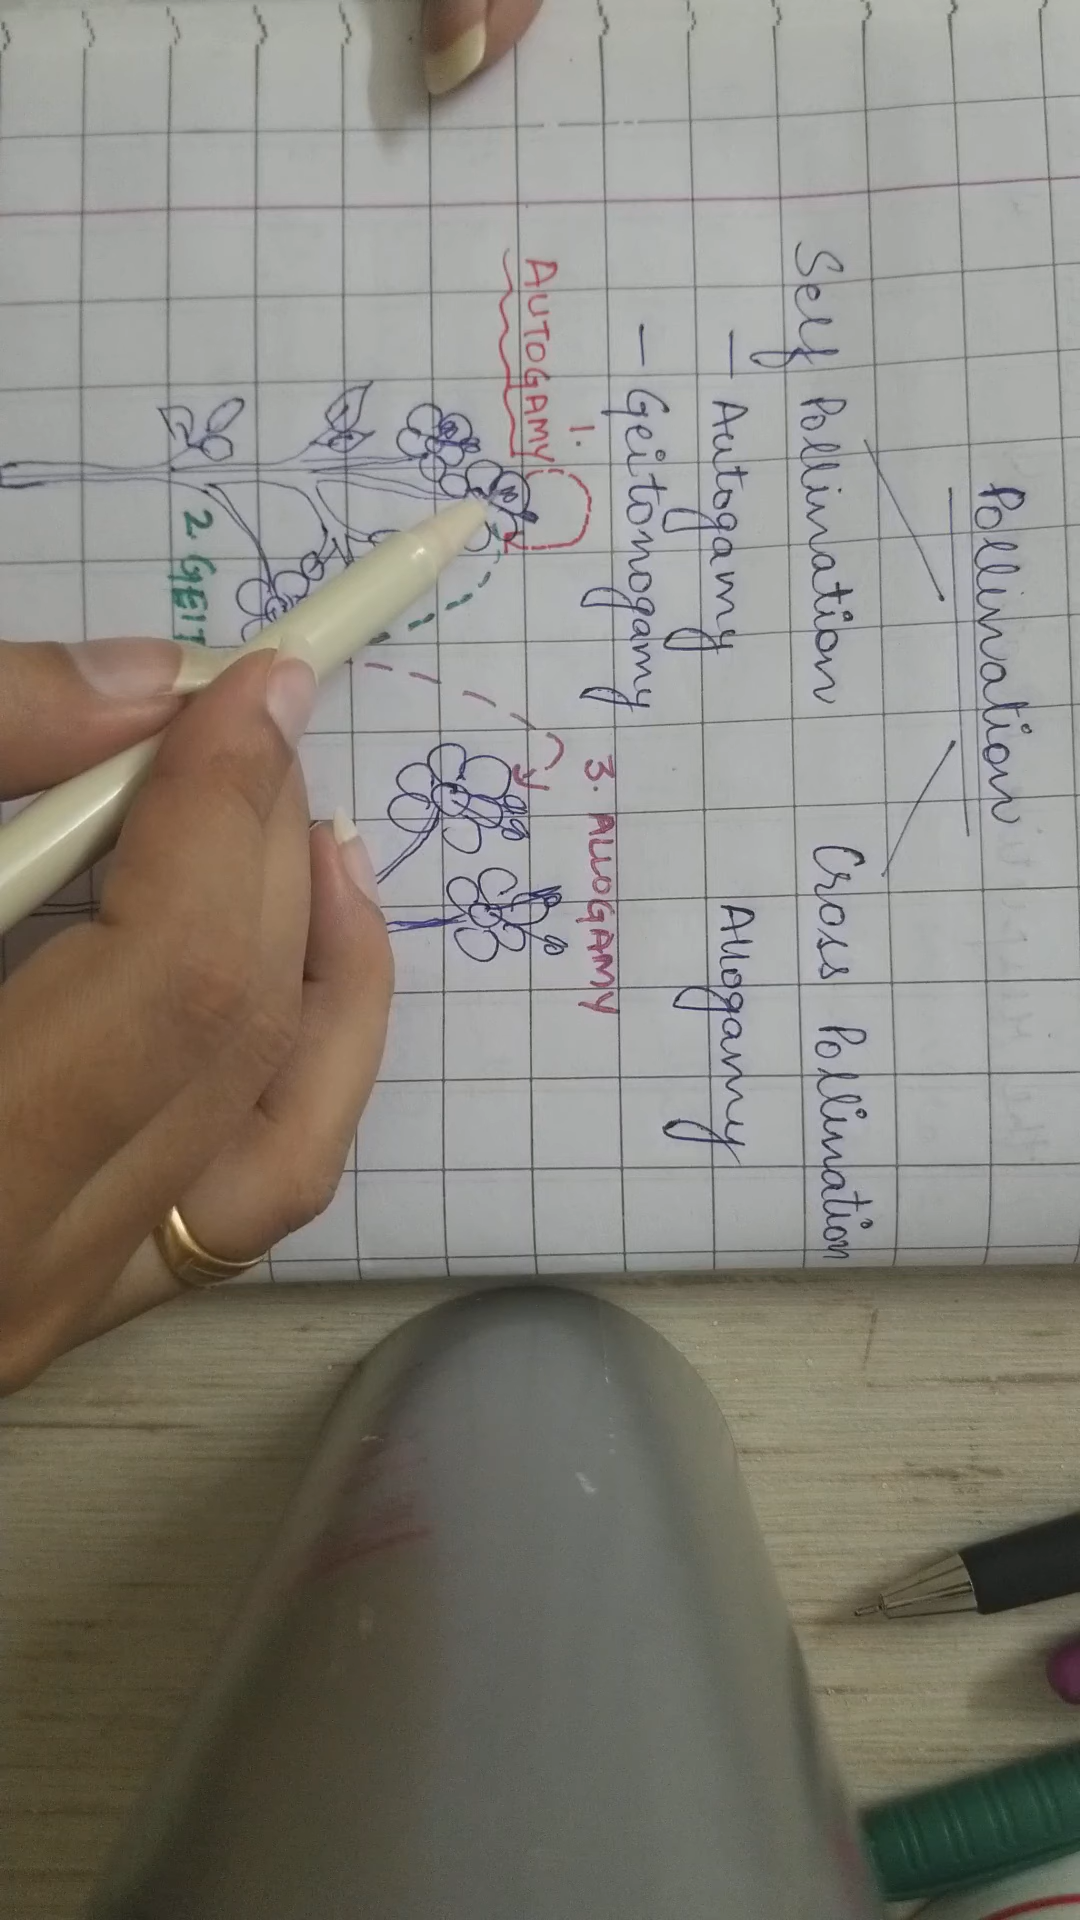 Pollination
Self Pollination Cross Pollination
– Autogamy Allogamy
– Geitonogamy
1. 3. ALLOGAMY
AUTOGAMY
2 GEIT